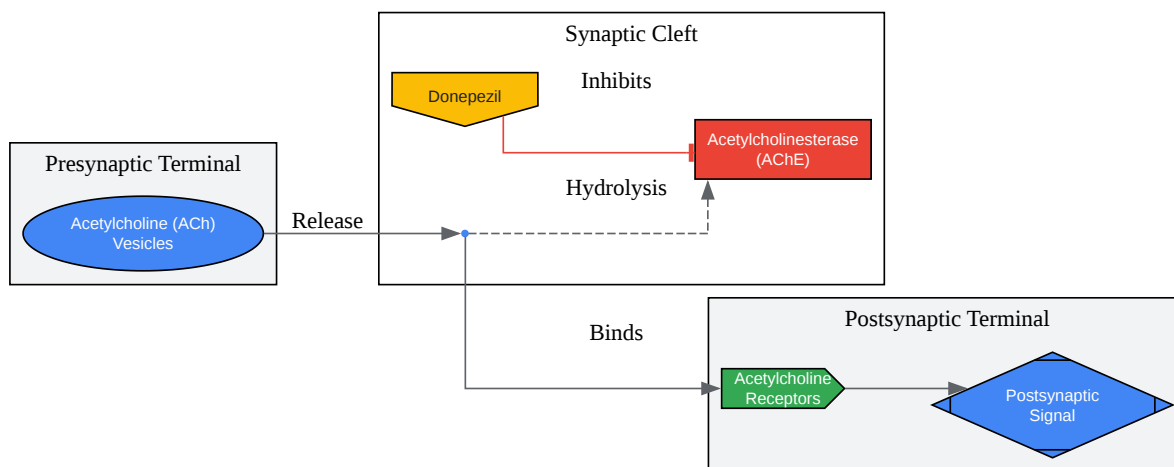 Synaptic Cleft
Inhibits
Donepezil
Acetylcholinesterase
(AChE)
Presynaptic Terminal
Hydrolysis
Acetylcholine (ACh)
Vesicles
Release
Postsynaptic Terminal
Binds
Acetylcholine
Receptors
Postsynaptic
Signal